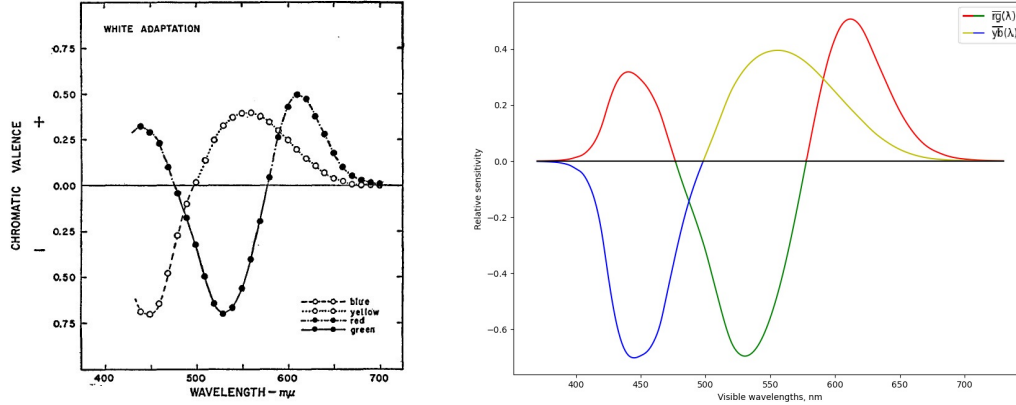 WHITE ADAPTATION
0.75
0.50
0.25
0.00
0.25
0.50
0.75
CHROMATIC VALENCE
+
−
blue
yellow
red
green
400 500 600 700
WAVELENGTH – mμ
rg(λ)
yb(λ)
0.4
0.2
0.0
−0.2
−0.4
−0.6
Relative sensitivity
400 450 500 550 600 650 700
Visible wavelengths, nm